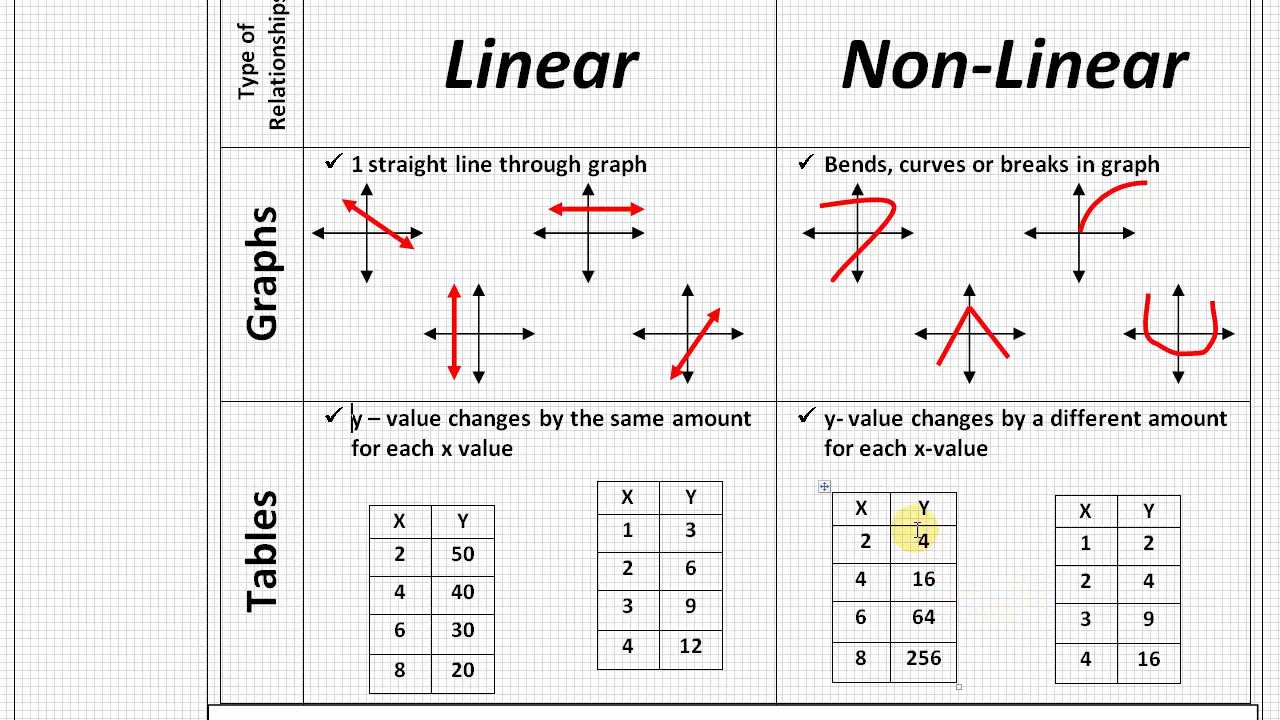 Type of
Relationships
Linear
Non-Linear
Graphs
✓ 1 straight line through graph
✓ Bends, curves or breaks in graph
Tables
✓ y – value changes by the same amount
for each x value
X Y
2 50
4 40
6 30
8 20
X Y
1 3
2 6
3 9
4 12
✓ y- value changes by a different amount
for each x-value
X Y
2 4
4 16
6 64
8 256
X Y
1 2
2 4
3 9
4 16